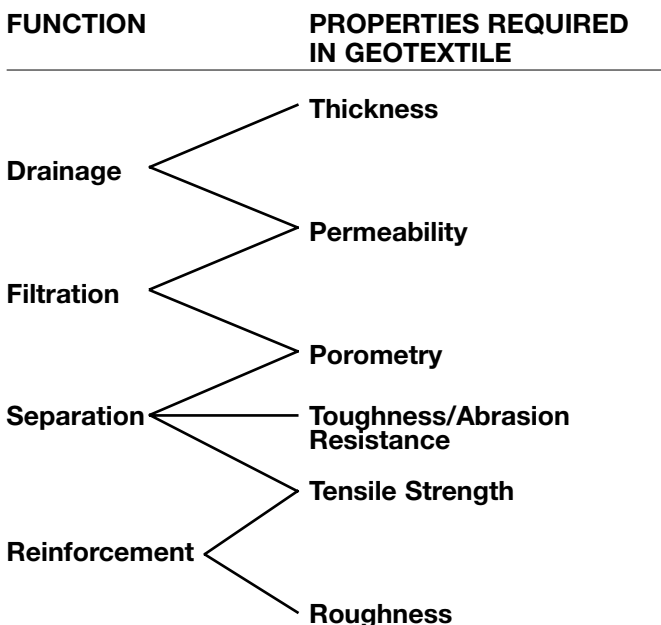 FUNCTION
PROPERTIES REQUIRED
IN GEOTEXTILE
Thickness
Drainage
Permeability
Filtration
Porometry
Separation
Toughness/Abrasion
Resistance
Tensile Strength
Reinforcement
Roughness